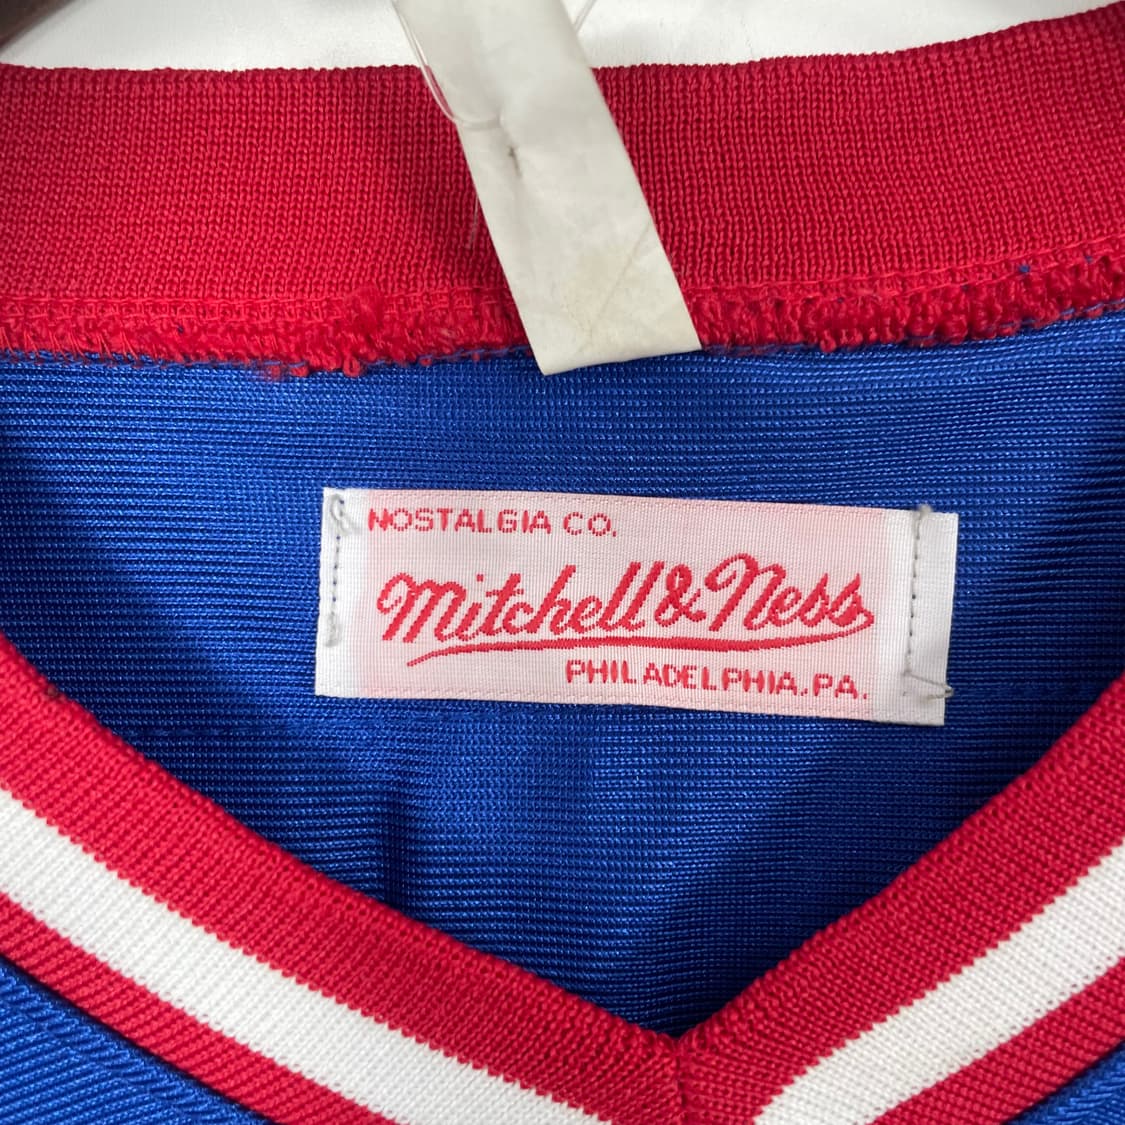 NOSTALGIA CO.
Mitchell & Ness
PHILADELPHIA, PA.